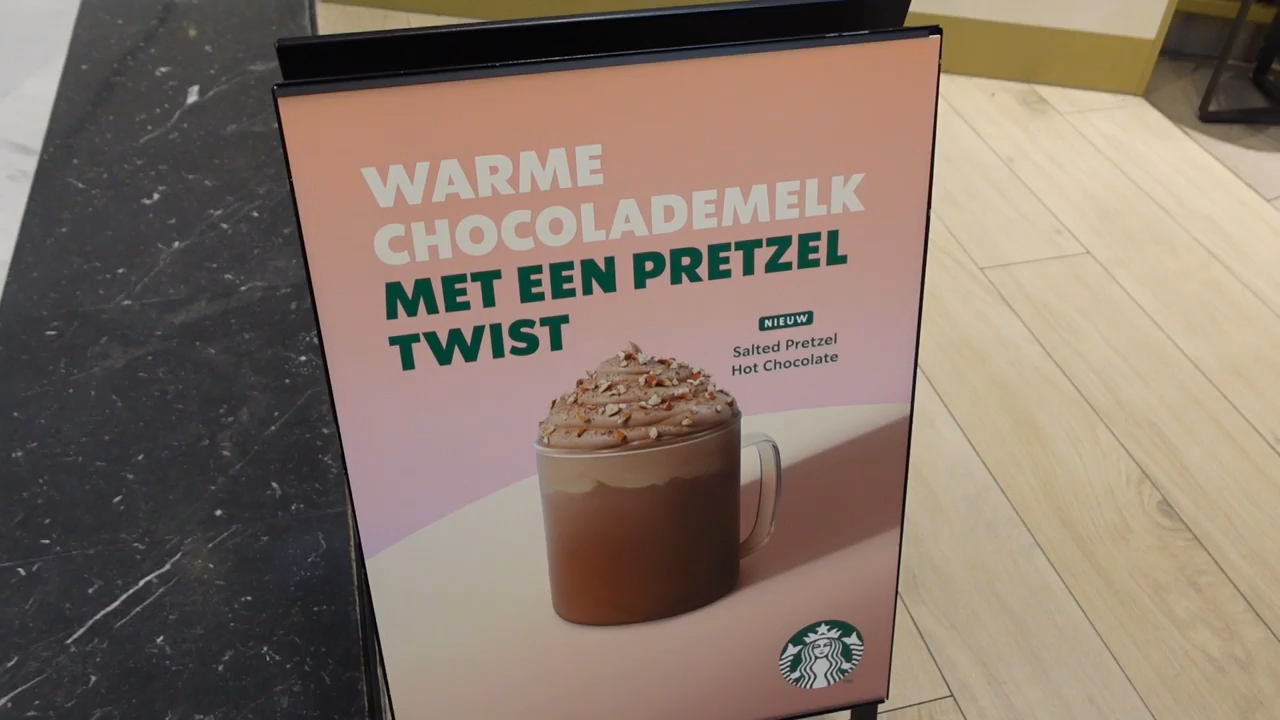 WARME
CHOCOLADEMELK
MET EEN PRETZEL
TWIST
NIEUW
Salted Pretzel
Hot Chocolate